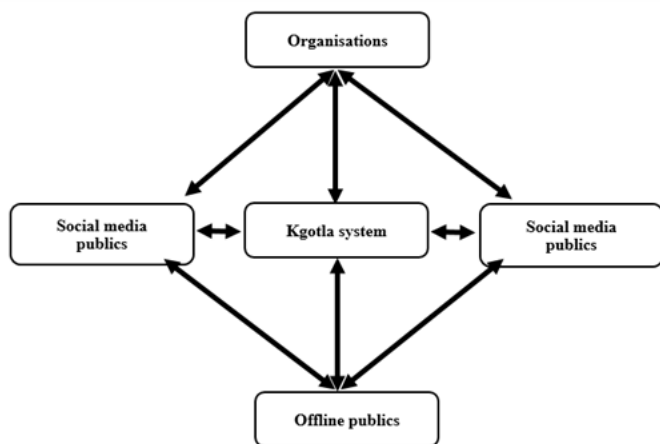 Organisations
Social media
publics
Kgotla system
Social media
publics
Offline publics